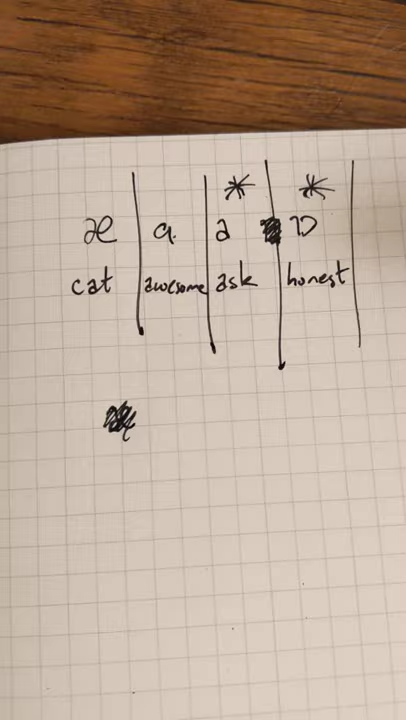 * *
æ ɑ a ɒ
cat awesome ask honest